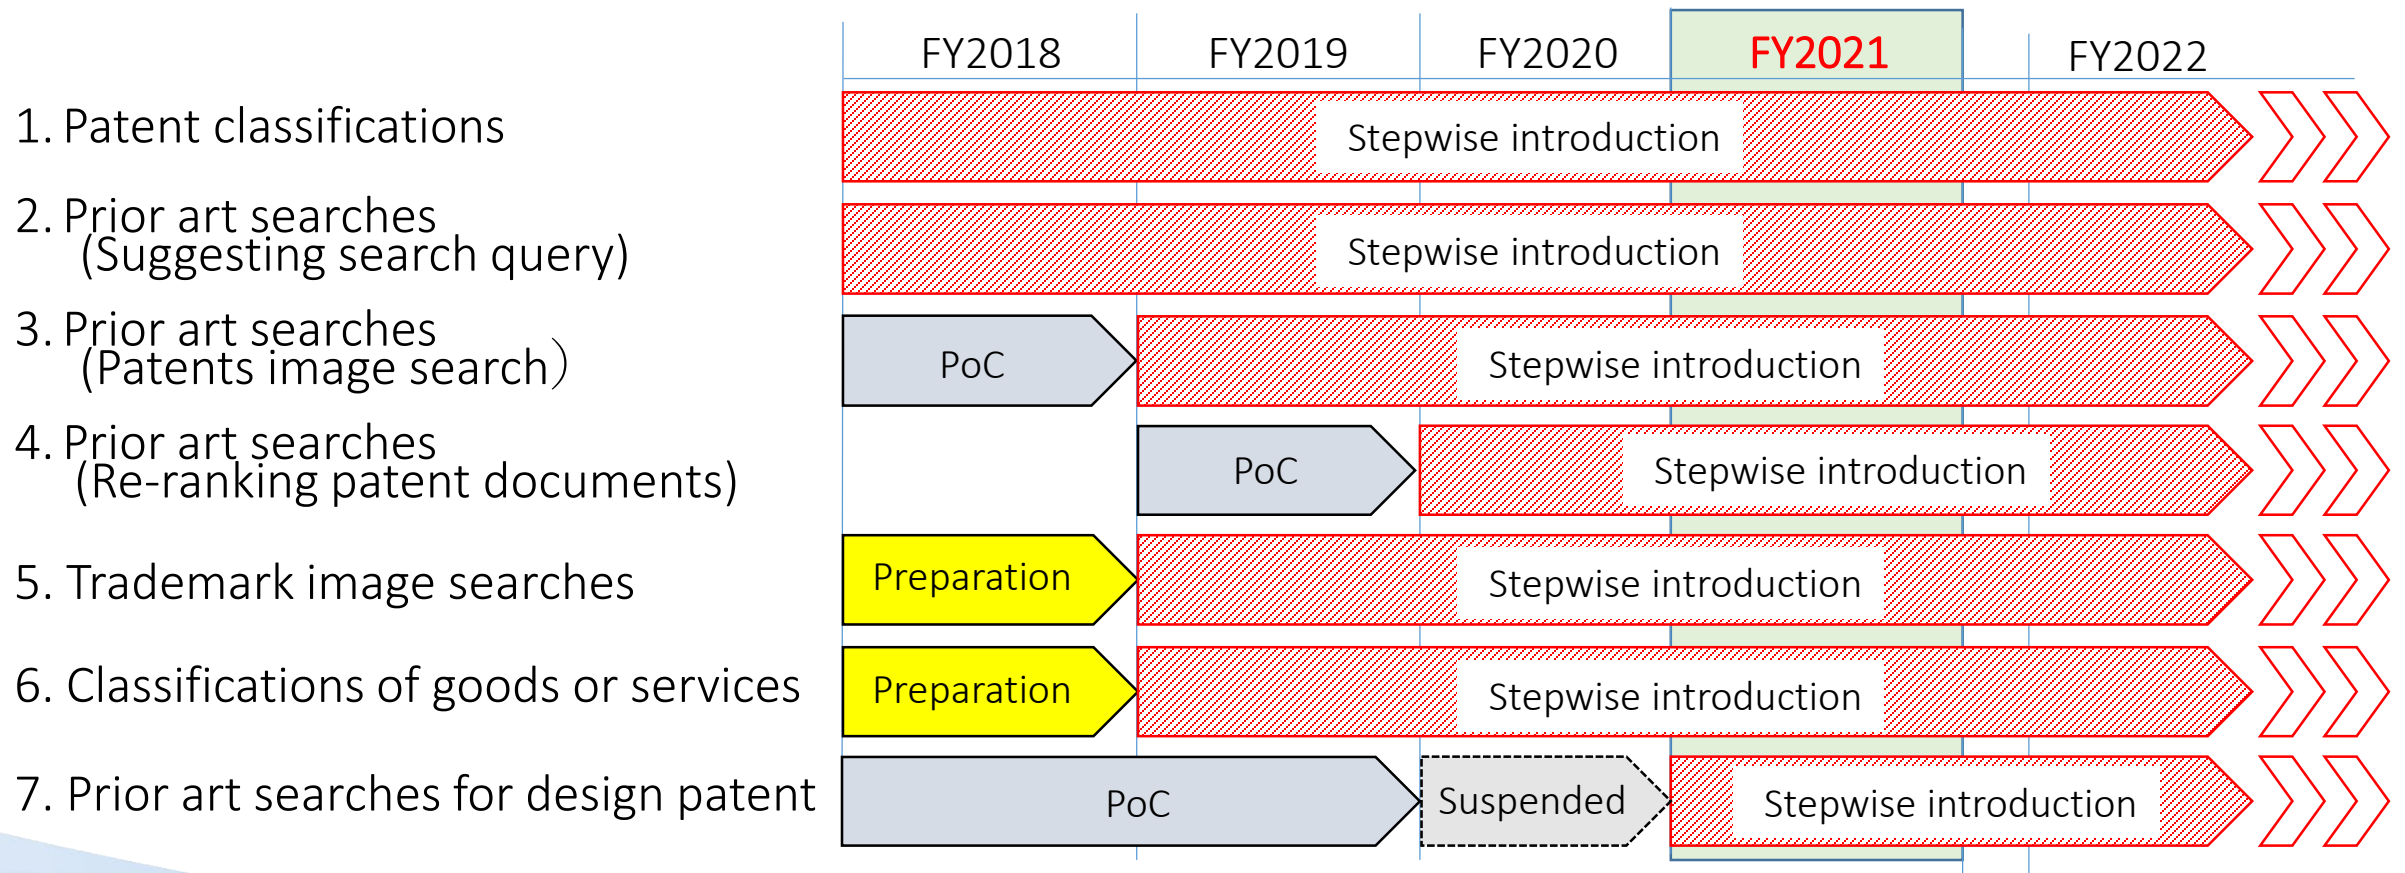 FY2018 FY2019 FY2020 FY2021 FY2022
1. Patent classifications
Stepwise introduction
2. Prior art searches
(Suggesting search query)
Stepwise introduction
3. Prior art searches
(Patents image search）
PoC
Stepwise introduction
4. Prior art searches
(Re-ranking patent documents)
PoC
Stepwise introduction
5. Trademark image searches
Preparation
Stepwise introduction
6. Classifications of goods or services
Preparation
Stepwise introduction
7. Prior art searches for design patent
PoC
Suspended
Stepwise introduction